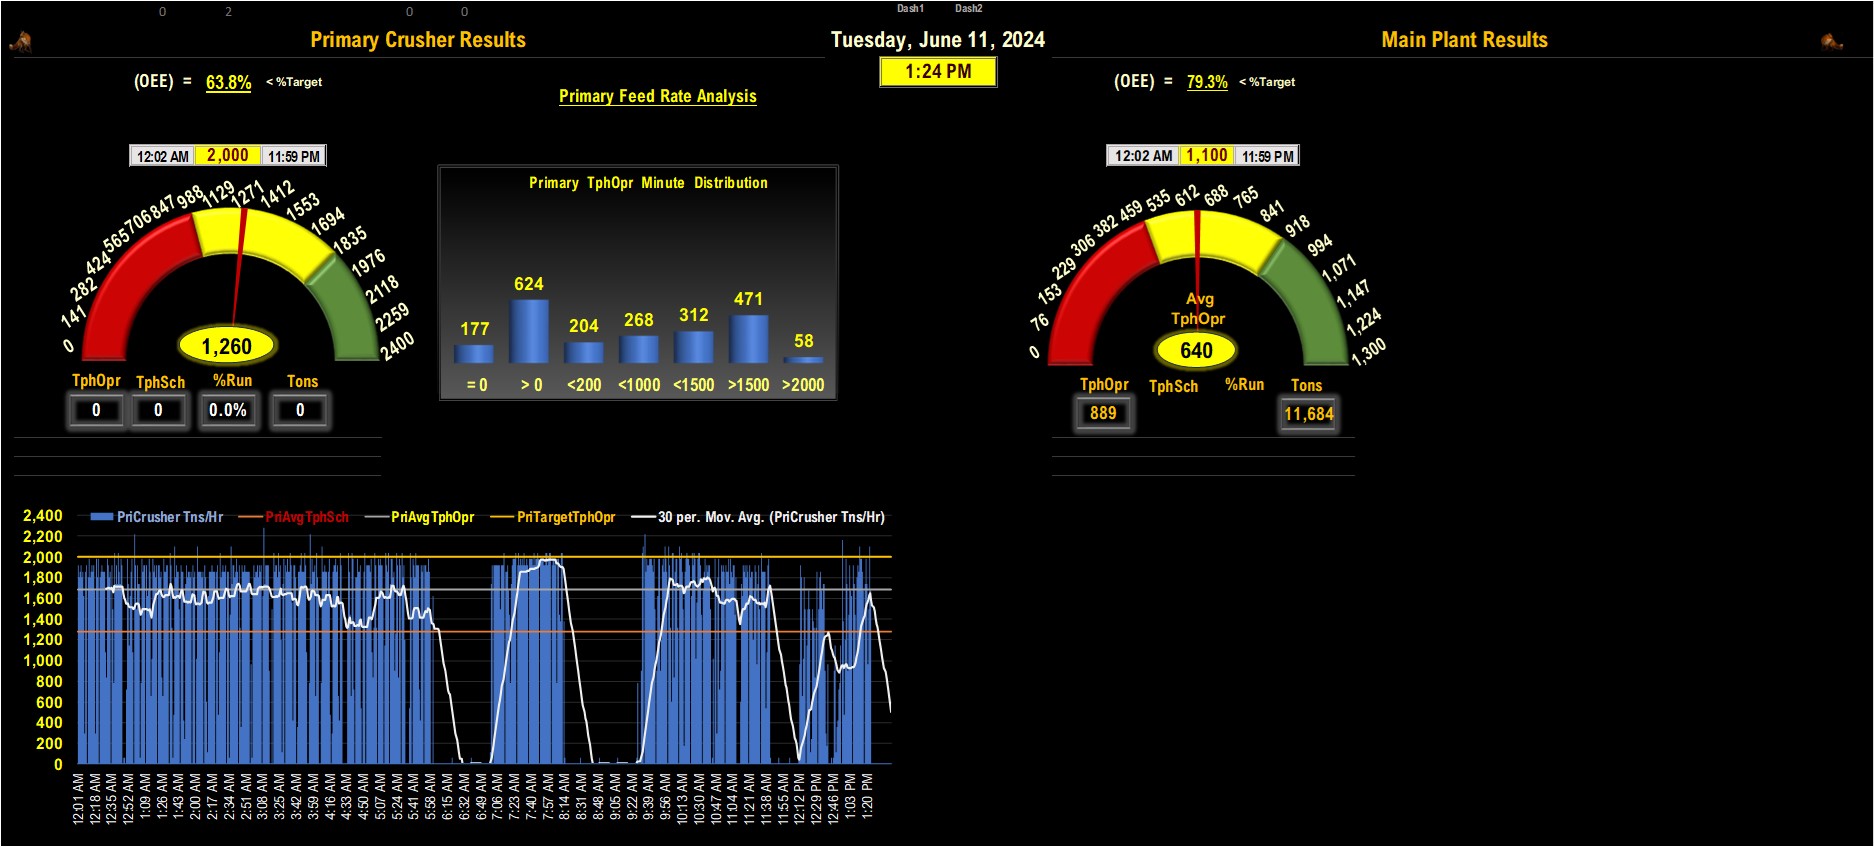 0 2 0 0 Dash1 Dash2
Primary Crusher Results
Tuesday, June 11, 2024
Main Plant Results
1:24 PM
(OEE) = 63.8% < %Target
Primary Feed Rate Analysis
(OEE) = 79.3% < %Target
12:02 AM 2,000 11:59 PM
0 141 282 424 565 706 847 988 1129 1271 1412 1553 1694 1835 1976 2118 2259 2400
1,260
TphOpr TphSch %Run Tons
0 0 0.0% 0
Primary TphOpr Minute Distribution
177 624 204 268 312 471 58
= 0 > 0 <200 <1000 <1500 >1500 >2000
12:02 AM 1,100 11:59 PM
0 76 153 229 306 382 459 535 612 688 765 841 918 994 1,071 1,147 1,224 1,300
Avg
TphOpr
640
TphOpr TphSch %Run Tons
889 11,684
PriCrusher Tns/Hr PriAvgTphSch PriAvgTphOpr PriTargetTphOpr 30 per. Mov. Avg. (PriCrusher Tns/Hr)
2,400
2,200
2,000
1,800
1,600
1,400
1,200
1,000
800
600
400
200
0
12:01 AM 12:18 AM 12:35 AM 12:52 AM 1:09 AM 1:26 AM 1:43 AM 2:00 AM 2:17 AM 2:34 AM 2:51 AM 3:08 AM 3:25 AM 3:42 AM 3:59 AM 4:16 AM 4:33 AM 4:50 AM 5:07 AM 5:24 AM 5:41 AM 5:58 AM 6:15 AM 6:32 AM 6:49 AM 7:06 AM 7:23 AM 7:40 AM 7:57 AM 8:14 AM 8:31 AM 8:48 AM 9:05 AM 9:22 AM 9:39 AM 9:56 AM 10:13 AM 10:30 AM 10:47 AM 11:04 AM 11:21 AM 11:38 AM 11:55 AM 12:12 PM 12:29 PM 12:46 PM 1:03 PM 1:20 PM